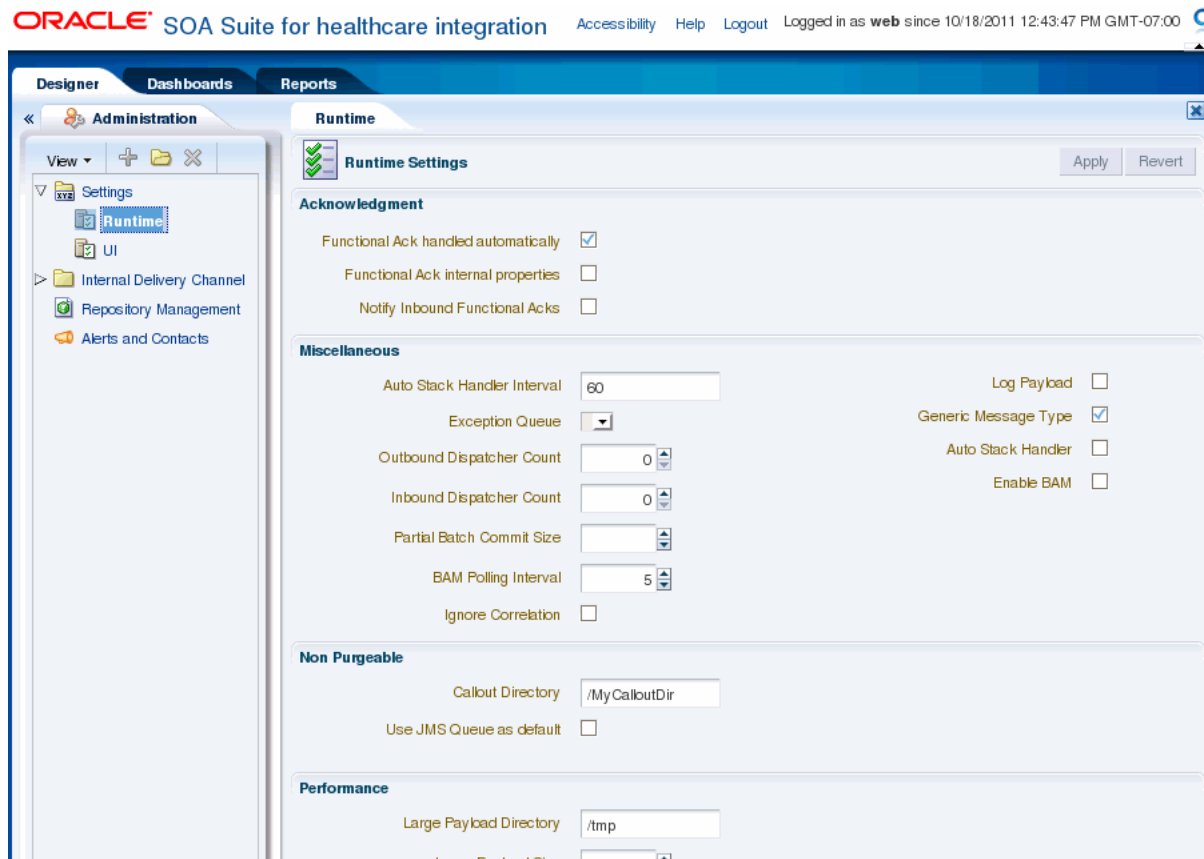 ORACLE SOA Suite for healthcare integration Accessibility Help Logout Logged in as web since 10/18/2011 12:43:47 PM GMT-07:00
Designer Dashboards Reports
« Administration
View
XYZ Settings
Runtime
UI
Internal Delivery Channel
Repository Management
Alerts and Contacts
Runtime
Runtime Settings Apply Revert
Acknowledgment
Functional Ack handled automatically
Functional Ack internal properties
Notify Inbound Functional Acks
Miscellaneous
Auto Stack Handler Interval 60
Exception Queue
Outbound Dispatcher Count 0
Inbound Dispatcher Count 0
Partial Batch Commit Size
BAM Polling Interval 5
Ignore Correlation
Log Payload
Generic Message Type
Auto Stack Handler
Enable BAM
Non Purgeable
Callout Directory /MyCalloutDir
Use JMS Queue as default
Performance
Large Payload Directory /tmp